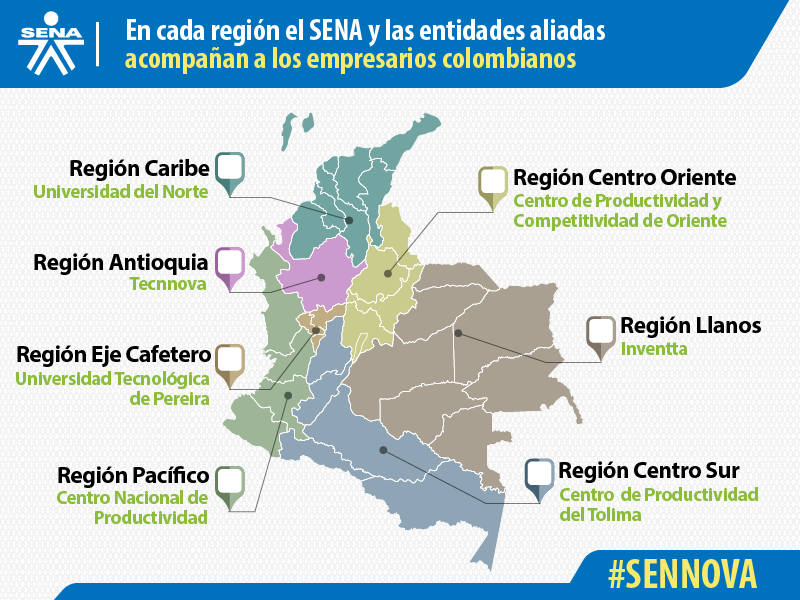 SENA
En cada región el SENA y las entidades aliadas
acompañan a los empresarios colombianos
Región Caribe
Universidad del Norte
Región Centro Oriente
Centro de Productividad y
Competitividad de Oriente
Región Antioquia
Tecnnova
Región Llanos
Inventta
Región Eje Cafetero
Universidad Tecnológica
de Pereira
Región Pacífico
Centro Nacional de
Productividad
Región Centro Sur
Centro de Productividad
del Tolima
#SENNOVA